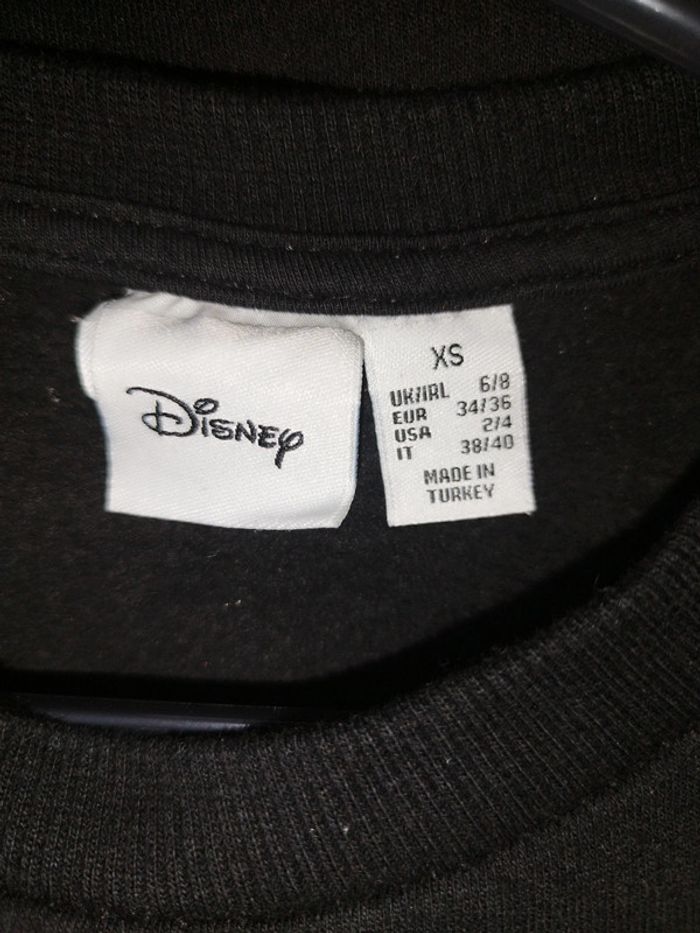 Disney
XS
UK/IRL 6/8
EUR 34/36
USA 2/4
IT 38/40
MADE IN
TURKEY